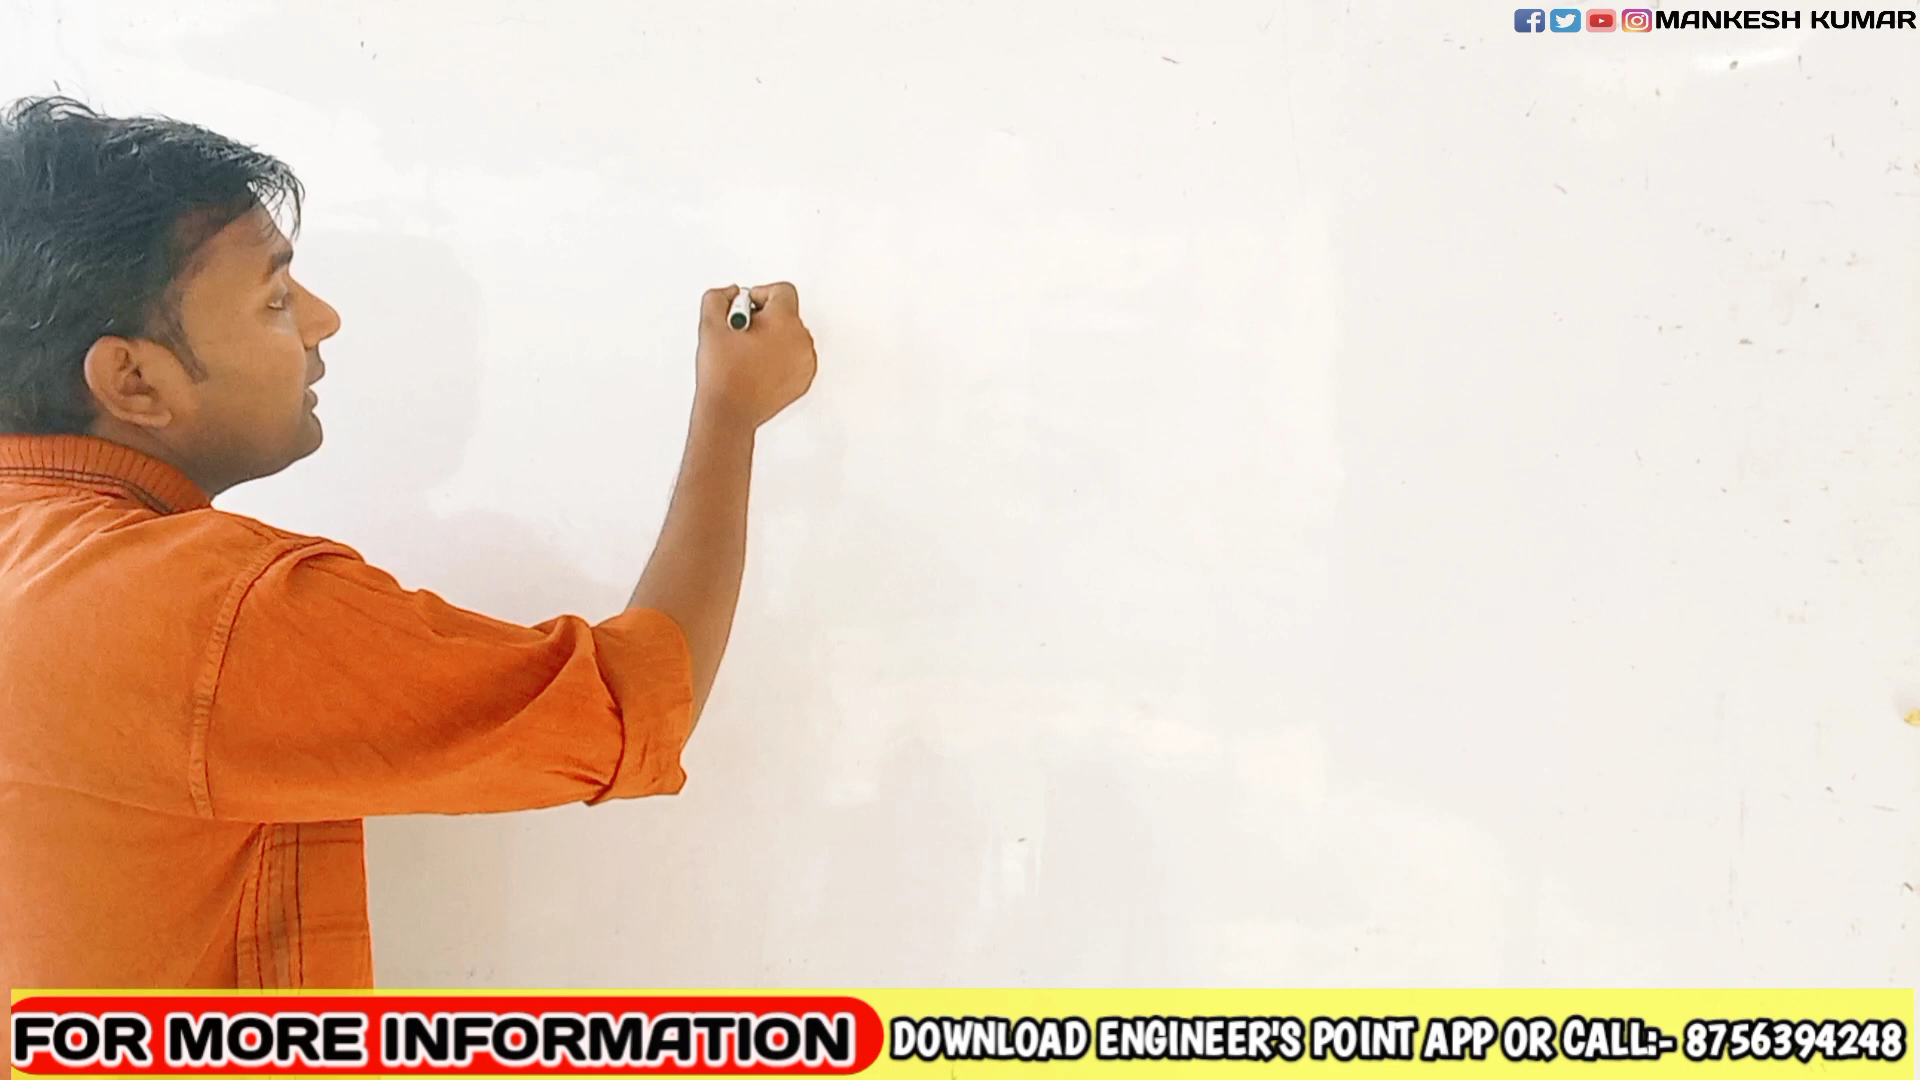 MANKESH KUMAR
FOR MORE INFORMATION DOWNLOAD ENGINEER'S POINT APP OR CALL:- 8756394248